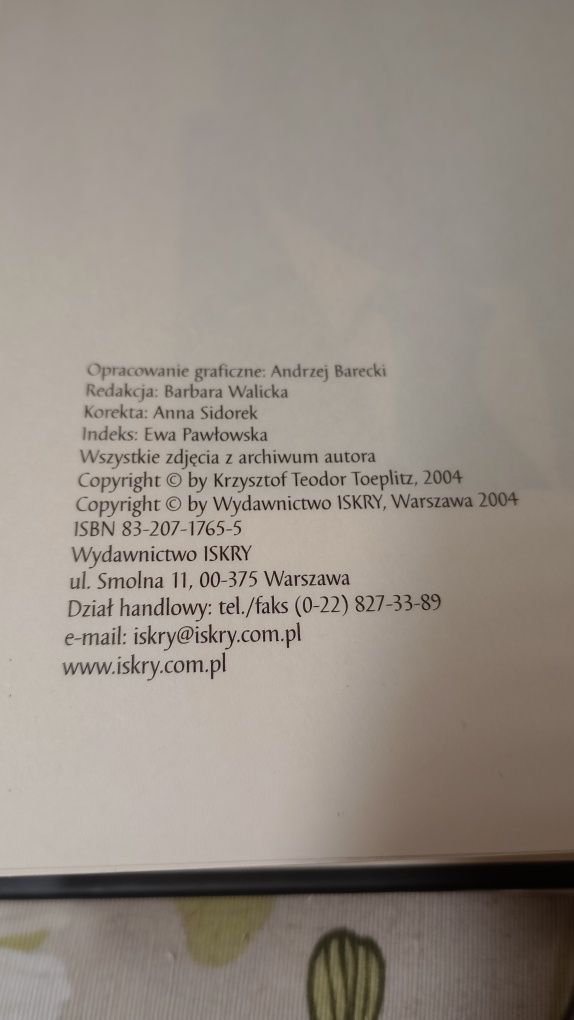 Opracowanie graficzne: Andrzej Barecki
Redakcja: Barbara Walicka
Korekta: Anna Sidorek
Indeks: Ewa Pawłowska
Wszystkie zdjęcia z archiwum autora
Copyright © by Krzysztof Teodor Toeplitz, 2004
Copyright © by Wydawnictwo ISKRY, Warszawa 2004
ISBN 83-207-1765-5
Wydawnictwo ISKRY
ul. Smolna 11, 00-375 Warszawa
Dział handlowy: tel./faks (0-22) 827-33-89
e-mail: iskry@iskry.com.pl
www.iskry.com.pl